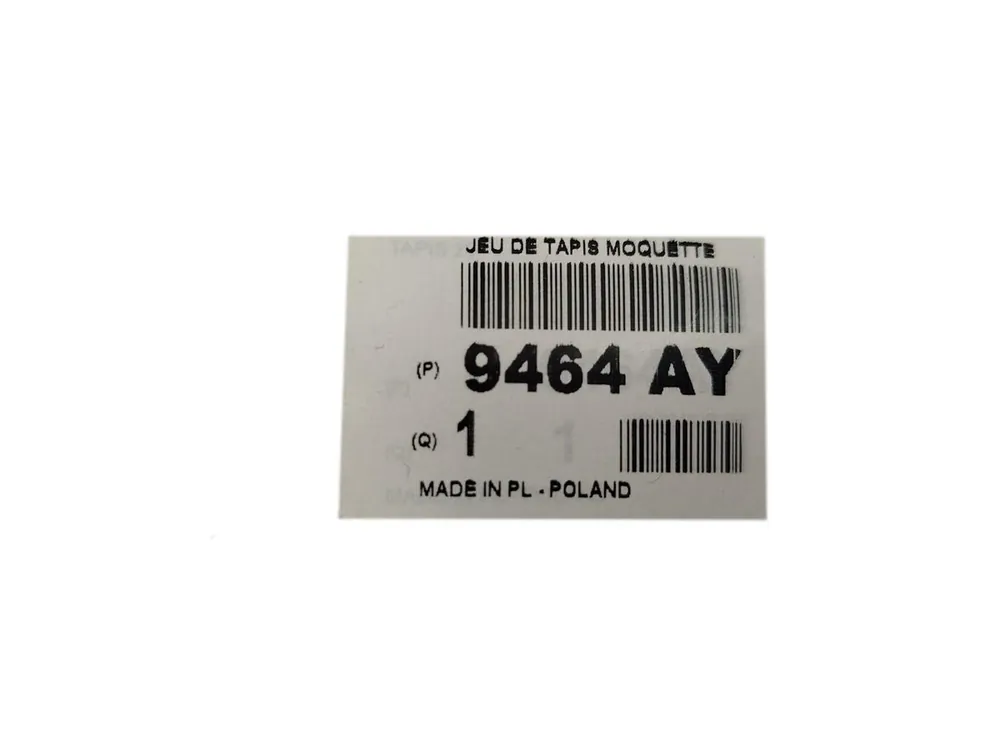 JEU DE TAPIS MOQUETTE
(P) 9464 AY
(Q) 1
MADE IN PL - POLAND